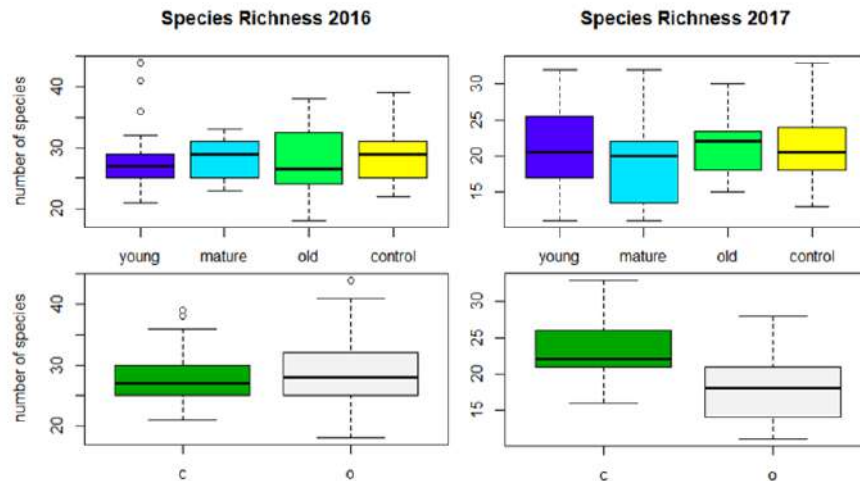 Species Richness 2016
Species Richness 2017
number of species
40
30
20
young mature old control
30
25
20
15
young mature old control
number of species
40
30
20
c o
30
25
20
15
c o